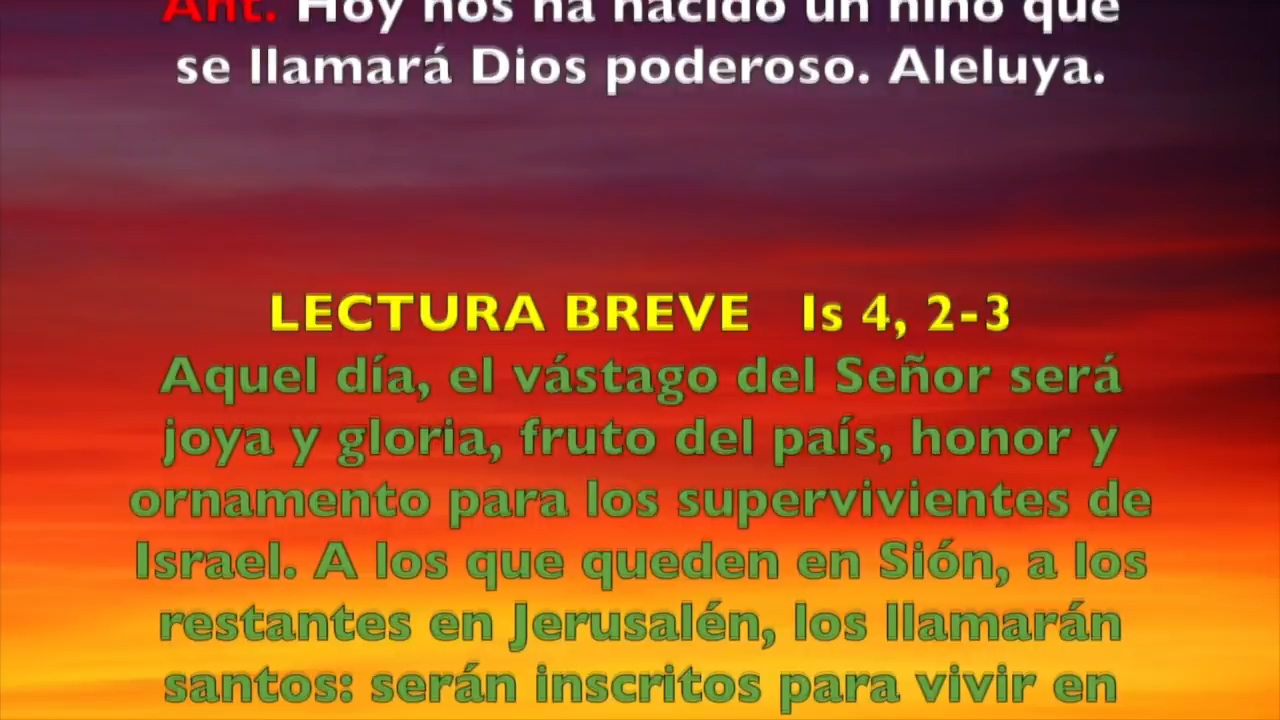 Ant. Hoy nos ha nacido un niño que
se llamará Dios poderoso. Aleluya.
LECTURA BREVE Is 4, 2-3
Aquel día, el vástago del Señor será
joya y gloria, fruto del país, honor y
ornamento para los supervivientes de
Israel. A los que queden en Sión, a los
restantes en Jerusalén, los llamarán
santos: serán inscritos para vivir en